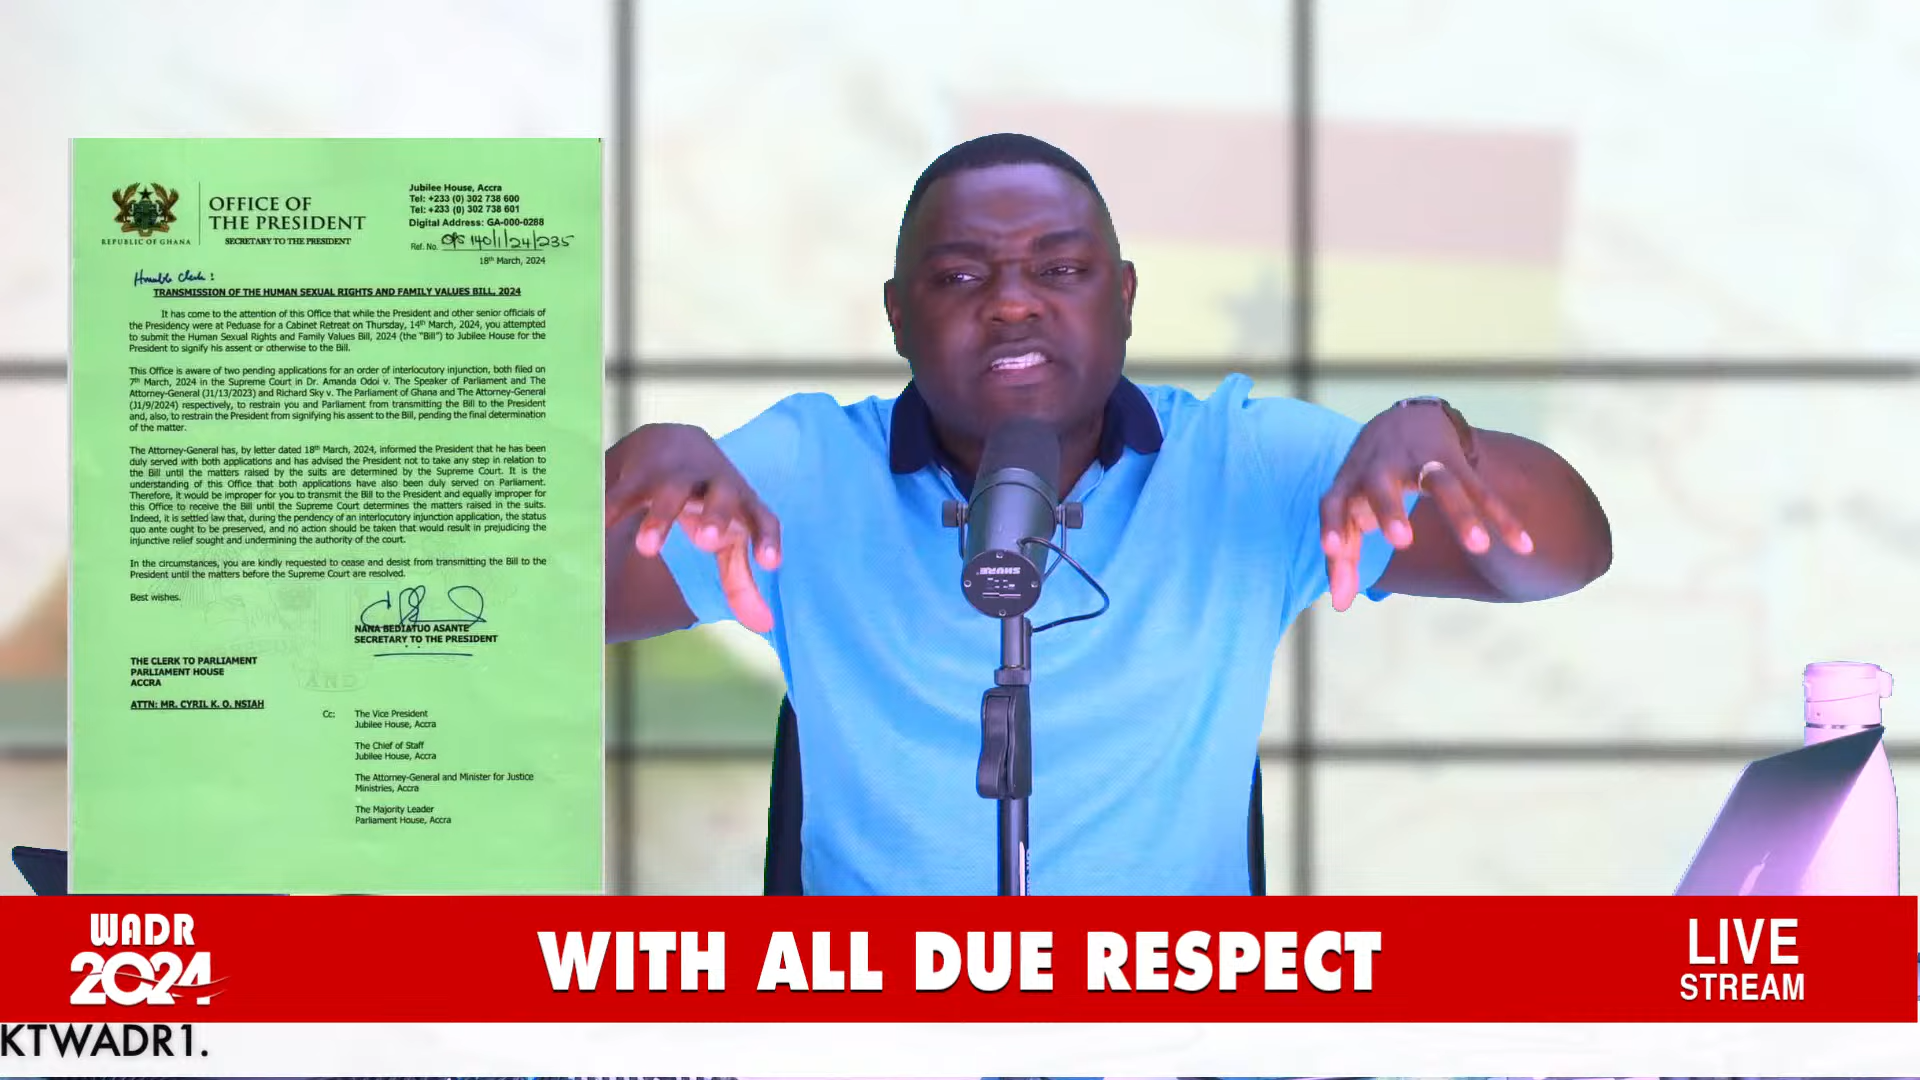 REPUBLIC OF GHANA
OFFICE OF
THE PRESIDENT
SECRETARY TO THE PRESIDENT
Jubilee House, Accra
Tel: +233 (0) 302 738 600
Tel: +233 (0) 302 738 601
Digital Address: GA-000-0288
Ref. No. OPS 140/1/24/235
18th March, 2024
Humble Clerk:
TRANSMISSION OF THE HUMAN SEXUAL RIGHTS AND FAMILY VALUES BILL, 2024
It has come to the attention of this Office that while the President and other senior officials of
the Presidency were at Peduase for a Cabinet Retreat on Thursday, 14th March, 2024, you attempted
to submit the Human Sexual Rights and Family Values Bill, 2024 (the "Bill") to Jubilee House for the
President to signify his assent or otherwise to the Bill.
This Office is aware of two pending applications for an order of interlocutory injunction, both filed on
7th March, 2024 in the Supreme Court in Dr. Amanda Odoi v. The Speaker of Parliament and The
Attorney-General (J1/13/2023) and Richard Sky v. The Parliament of Ghana and The Attorney-General
(J1/9/2024) respectively, to restrain you and Parliament from transmitting the Bill to the President
and, also, to restrain the President from signifying his assent to the Bill, pending the final determination
of the matter.
The Attorney-General has, by letter dated 18th March, 2024, informed the President that he has been
duly served with both applications and has advised the President not to take any step in relation to
the Bill until the matters raised by the suits are determined by the Supreme Court. It is the
understanding of this Office that both applications have also been duly served on Parliament.
Therefore, it would be improper for you to transmit the Bill to the President and equally improper for
this Office to receive the Bill until the Supreme Court determines the matters raised in the suits.
Indeed, it is settled law that, during the pendency of an interlocutory injunction application, the status
quo ante ought to be preserved, and no action should be taken that would result in prejudicing the
injunctive relief sought and undermining the authority of the court.
In the circumstances, you are kindly requested to cease and desist from transmitting the Bill to the
President until the matters before the Supreme Court are resolved.
Best wishes.
NANA BEDIATUO ASANTE
SECRETARY TO THE PRESIDENT
THE CLERK TO PARLIAMENT
PARLIAMENT HOUSE
ACCRA
ATTN: MR. CYRIL K. O. NSIAH
Cc: The Vice President
Jubilee House, Accra
The Chief of Staff
Jubilee House, Accra
The Attorney-General and Minister for Justice
Ministries, Accra
The Majority Leader
Parliament House, Accra
SHURE
WADR
2024
WITH ALL DUE RESPECT
LIVE
STREAM
KTWADR1.